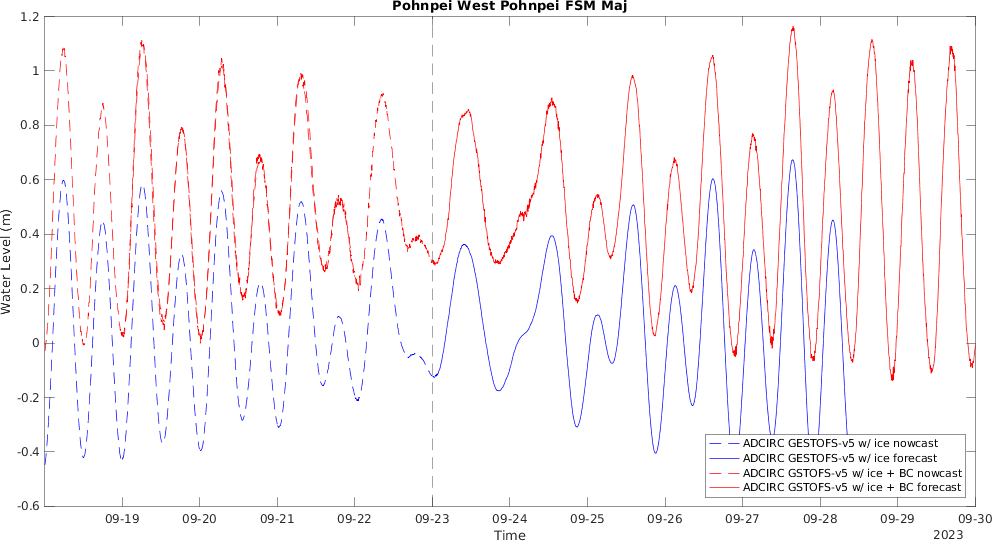 Pohnpei West Pohnpei FSM Maj
Water Level (m)
1.2
1
0.8
0.6
0.4
0.2
0
-0.2
-0.4
-0.6
ADCIRC GESTOFS-v5 w/ ice nowcast
ADCIRC GESTOFS-v5 w/ ice forecast
ADCIRC GSTOFS-v5 w/ ice + BC nowcast
ADCIRC GSTOFS-v5 w/ ice + BC forecast
09-19 09-20 09-21 09-22 09-23 09-24 09-25 09-26 09-27 09-28 09-29 09-30
Time
2023